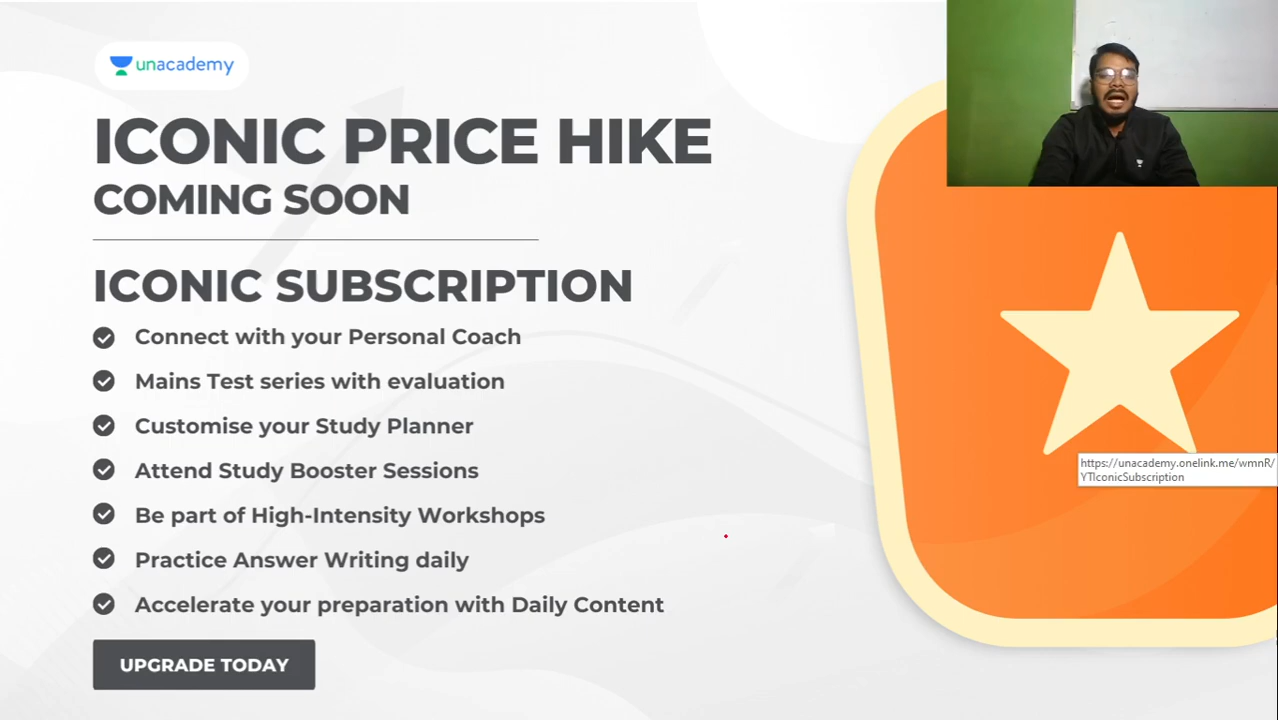 unacademy
ICONIC PRICE HIKE
COMING SOON
ICONIC SUBSCRIPTION
Connect with your Personal Coach
Mains Test series with evaluation
Customise your Study Planner
Attend Study Booster Sessions
Be part of High-Intensity Workshops
Practice Answer Writing daily
Accelerate your preparation with Daily Content
UPGRADE TODAY
https://unacademy.onelink.me/wmnR/
YTIconicSubscription